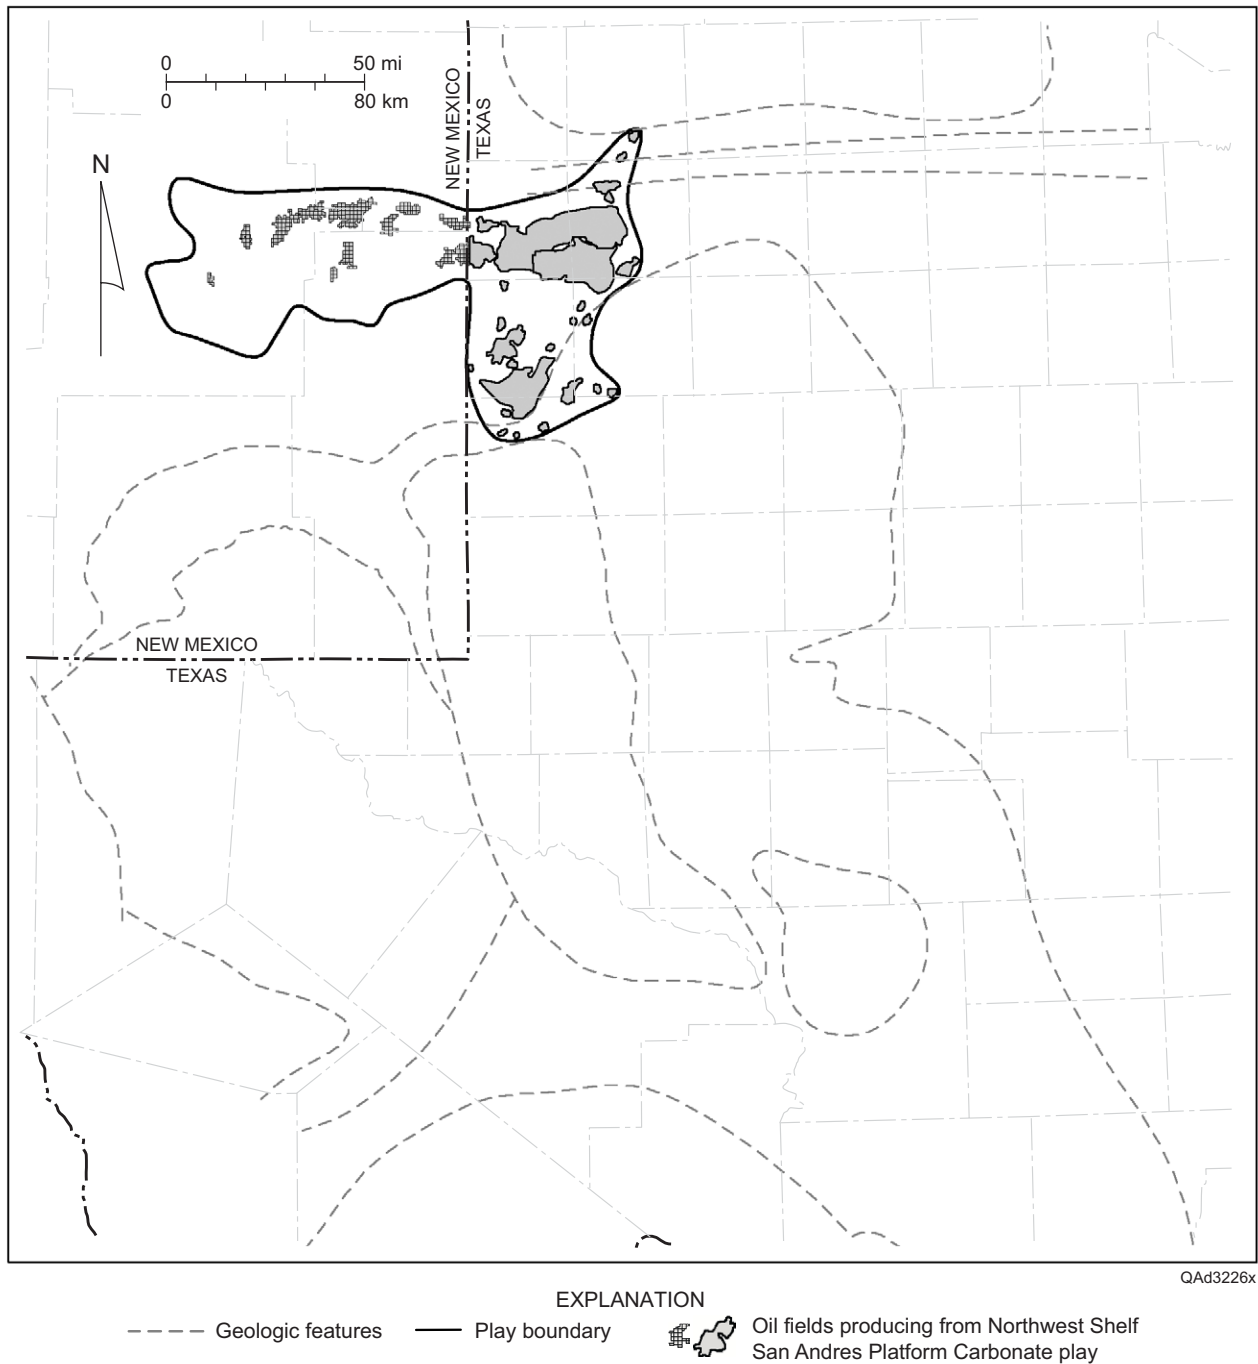 0 50 mi
0 80 km
NEW MEXICO
TEXAS
N
NEW MEXICO
TEXAS
QAd3226x
EXPLANATION
Geologic features
Play boundary
Oil fields producing from Northwest Shelf
San Andres Platform Carbonate play